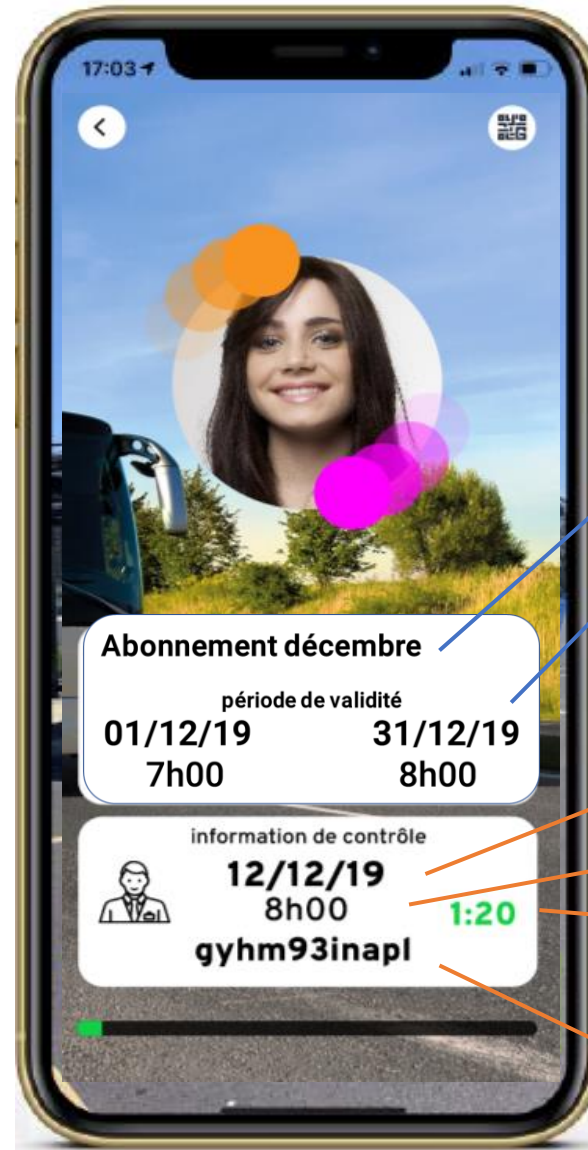 17:03
Abonnement décembre
période de validité
01/12/19 31/12/19
7h00 8h00
information de contrôle
12/12/19
8h00
1:20
gyhm93inapl